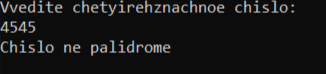 Vvedite chetyirehznachnoe chislo:
4545
Chislo ne palidrome